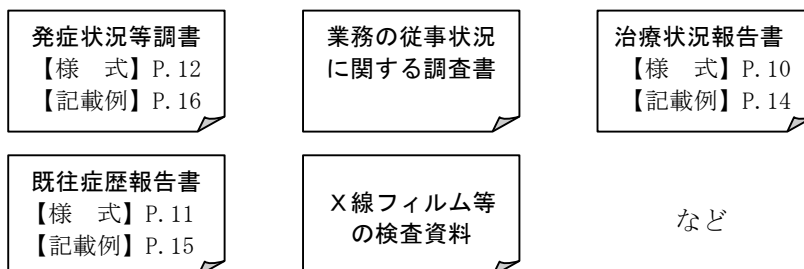 発症状況等調書
【様　式】P.12
【記載例】P.16
業務の従事状況
に関する調査書
治療状況報告書
【様　式】P.10
【記載例】P.14
既往症歴報告書
【様　式】P.11
【記載例】P.15
Ⅹ線フィルム等
の検査資料
など